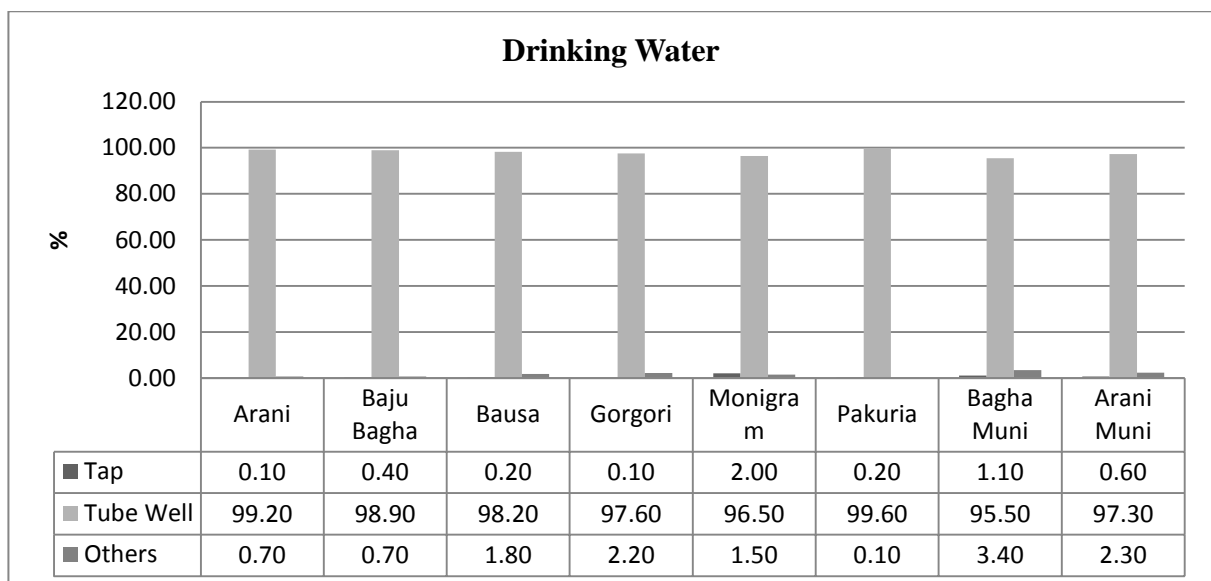 Drinking Water
120.00
100.00
80.00
60.00
40.00
20.00
0.00
%
Arani Baju Bagha Bausa Gorgori Monigra m Pakuria Bagha Muni Arani Muni
Tap 0.10 0.40 0.20 0.10 2.00 0.20 1.10 0.60
Tube Well 99.20 98.90 98.20 97.60 96.50 99.60 95.50 97.30
Others 0.70 0.70 1.80 2.20 1.50 0.10 3.40 2.30